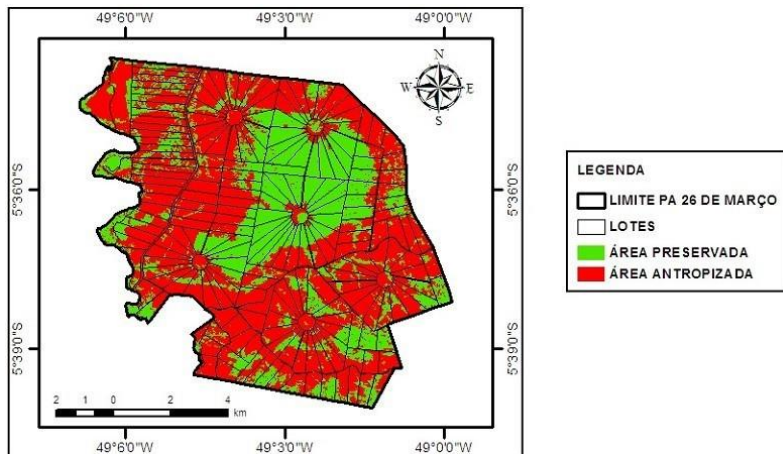 49°6'0"W 49°3'0"W 49°0'0"W
N
W E
S
5°36'0"S 5°36'0"S
5°39'0"S 5°39'0"S
2 1 0 2 4
km
49°6'0"W 49°3'0"W 49°0'0"W
LEGENDA
LIMITE PA 26 DE MARÇO
LOTES
ÁREA PRESERVADA
ÁREA ANTROPIZADA